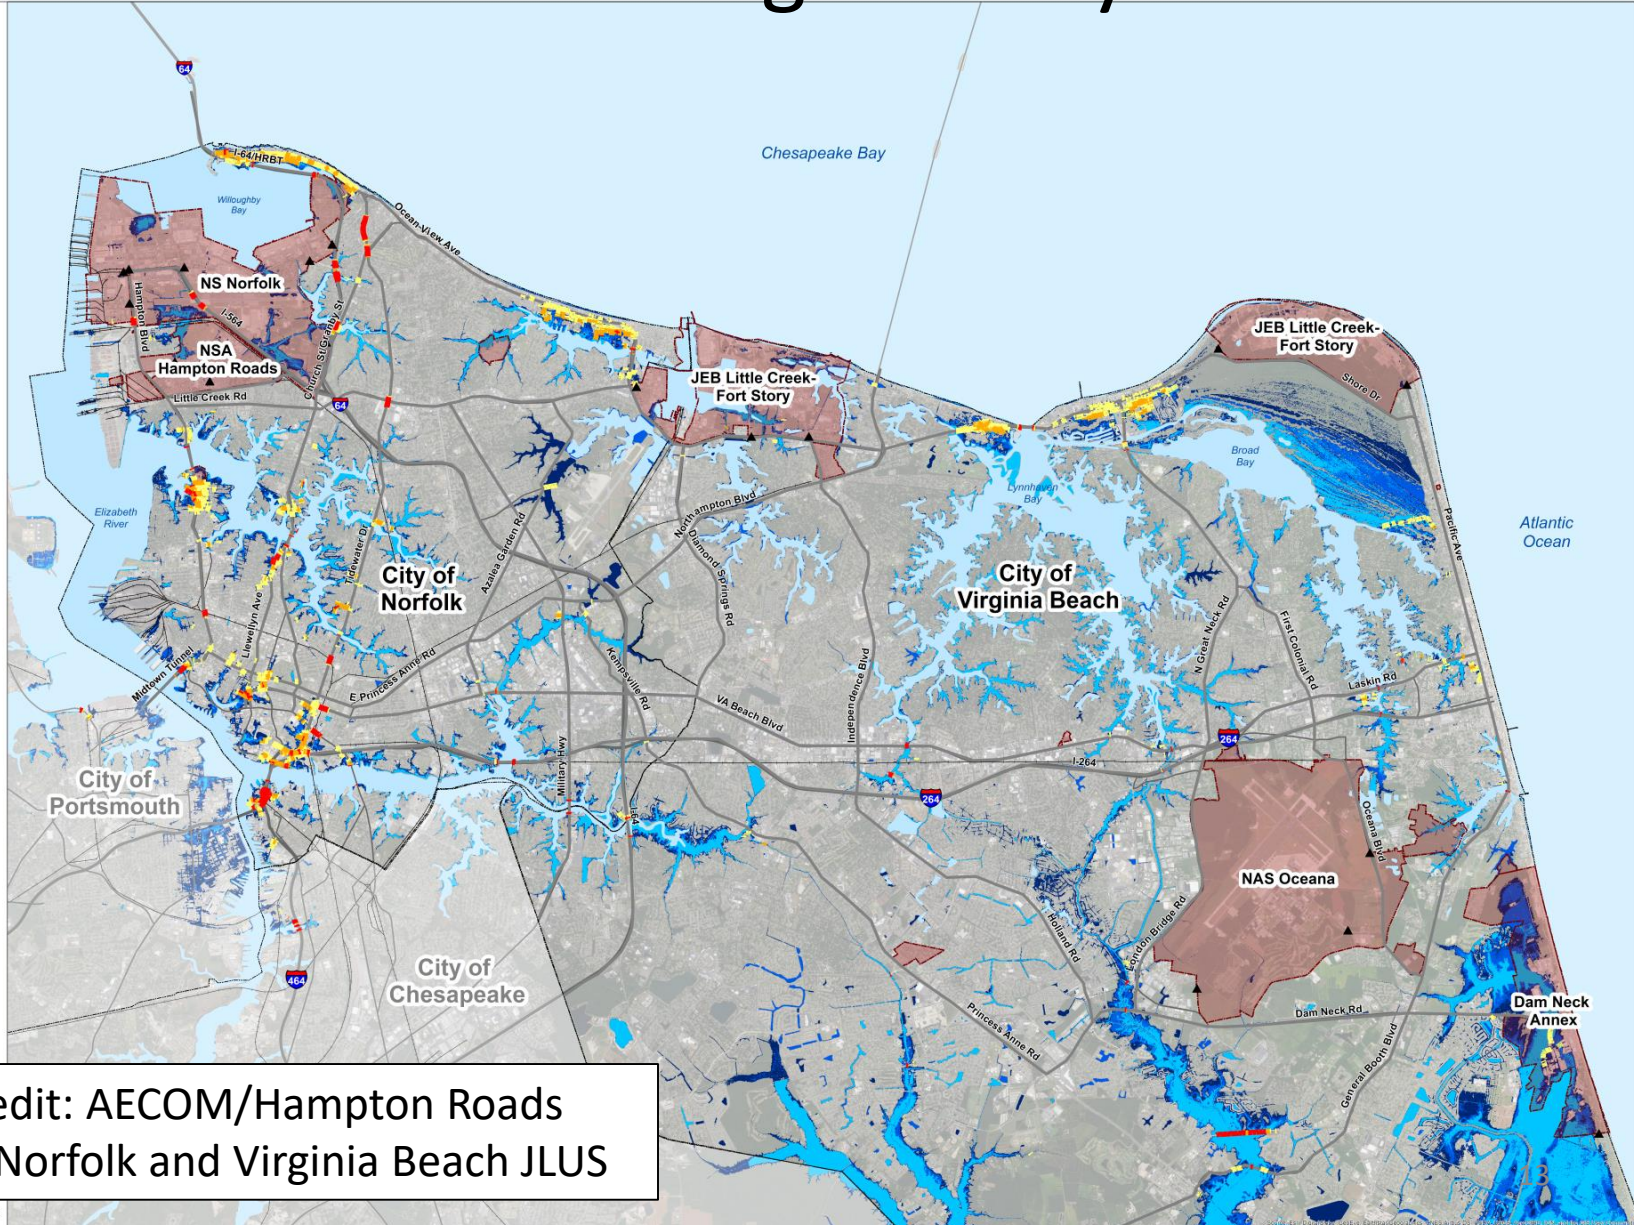 64
Chesapeake Bay
I-64/HRBT
Willoughby
Bay
Ocean View Ave
NS Norfolk
Hampton Blvd
I-564
Church St
Granby St
NSA
Hampton Roads
Little Creek Rd
64
JEB Little Creek-
Fort Story
JEB Little Creek-
Fort Story
Shore Dr
Broad
Bay
Lynnhaven
Bay
Elizabeth
River
Northampton Blvd
Diamond Springs Rd
Azalea Garden Rd
Tidewater Dr
City of
Norfolk
City of
Virginia Beach
Pacific Ave
Atlantic
Ocean
Llewellyn Ave
Midtown Tunnel
E Princess Anne Rd
Kempsville Rd
VA Beach Blvd
Independence Blvd
N Great Neck Rd
First Colonial Rd
Laskin Rd
264
I-264
Military Hwy
I-64
264
City of
Portsmouth
Oceana Blvd
NAS Oceana
Holland Rd
London Bridge Rd
City of
Chesapeake
464
Princess Anne Rd
Dam Neck Rd
Dam Neck
Annex
General Booth Blvd
edit: AECOM/Hampton Roads
Norfolk and Virginia Beach JLUS
13